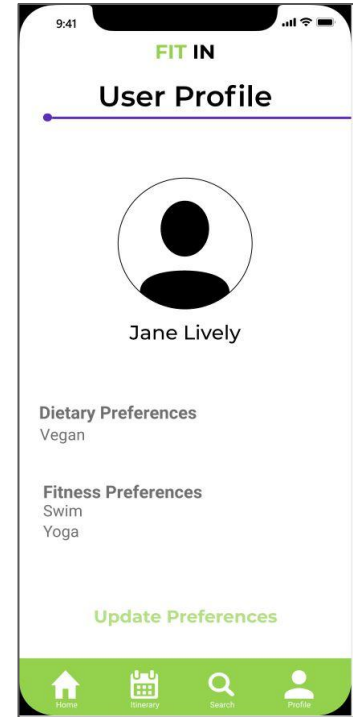 9:41
FIT IN
User Profile
Jane Lively
Dietary Preferences
Vegan
Fitness Preferences
Swim
Yoga
Update Preferences
Home Itinerary Search Profile